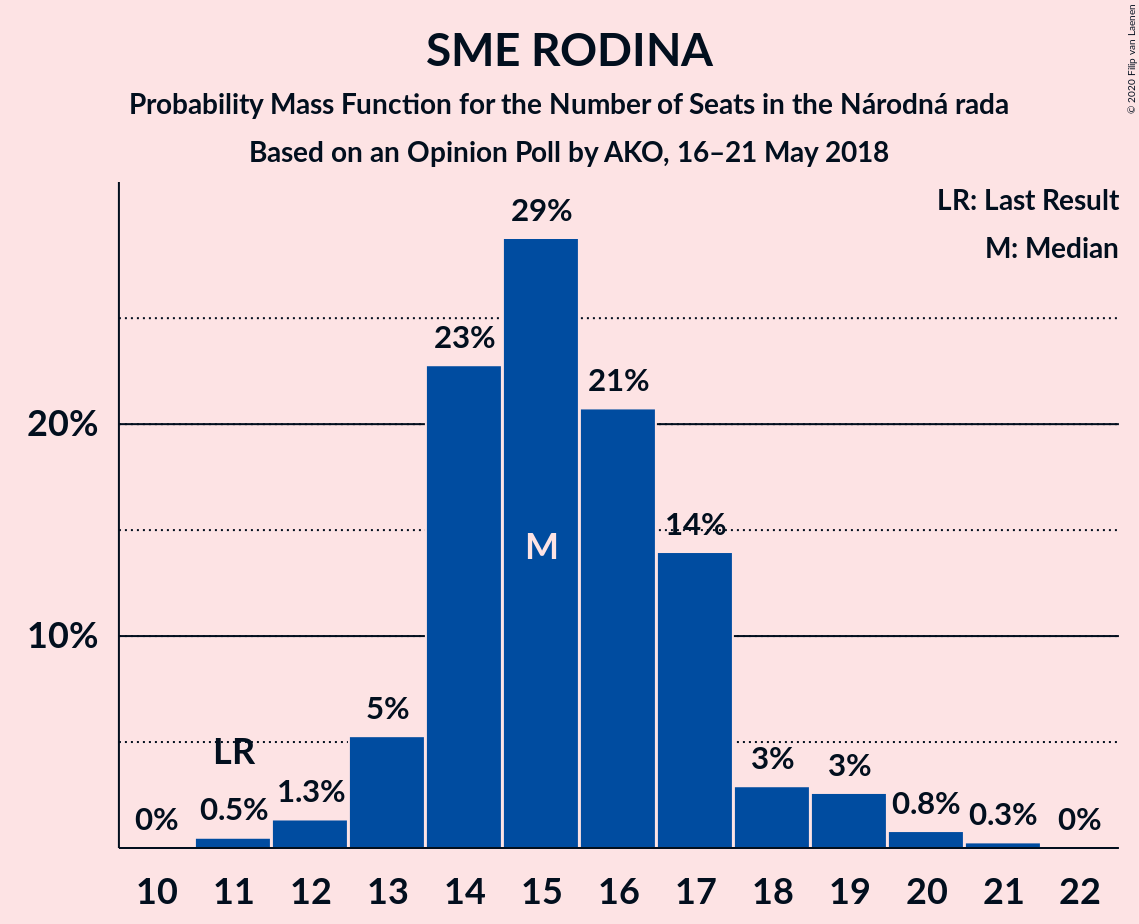 SME RODINA
Probability Mass Function for the Number of Seats in the Národná rada
Based on an Opinion Poll by AKO, 16–21 May 2018
© 2020 Filip van Laenen
LR: Last Result
M: Median
20%
10%
0%
0.5%
1.3%
5%
23%
29%
21%
14%
3%
3%
0.8%
0.3%
0%
LR
M
10 11 12 13 14 15 16 17 18 19 20 21 22